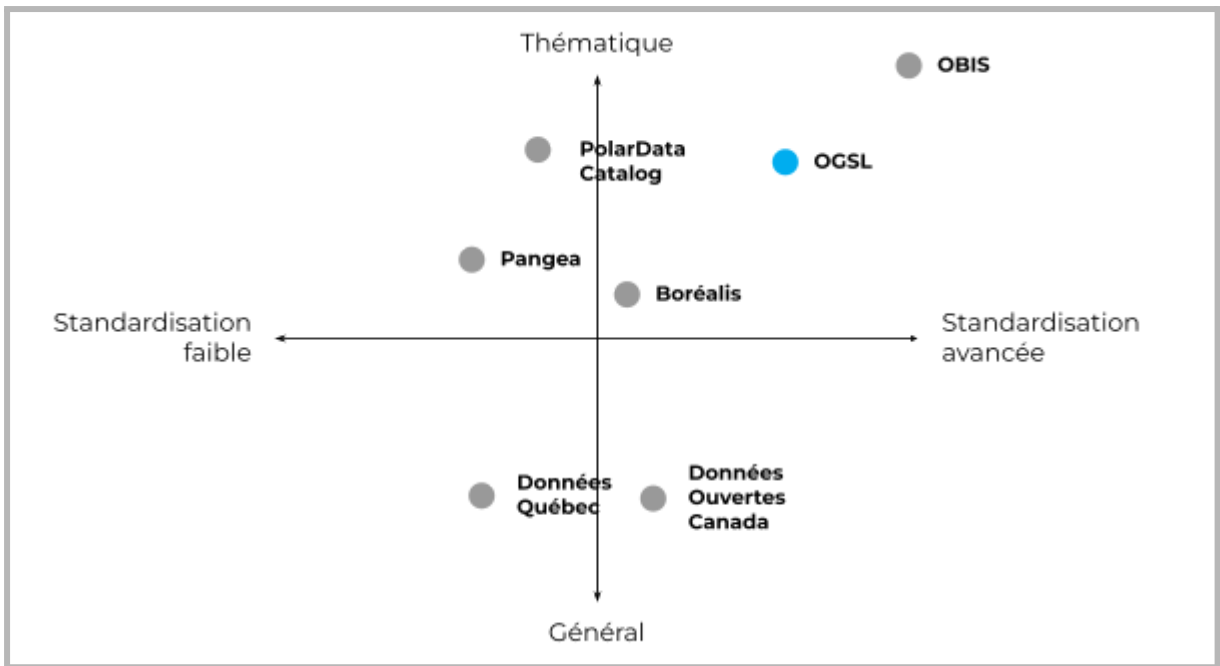 Thématique
OBIS
PolarData
Catalog
OGSL
Pangea
Boréalis
Standardisation
faible
Standardisation
avancée
Données
Québec
Données
Ouvertes
Canada
Général